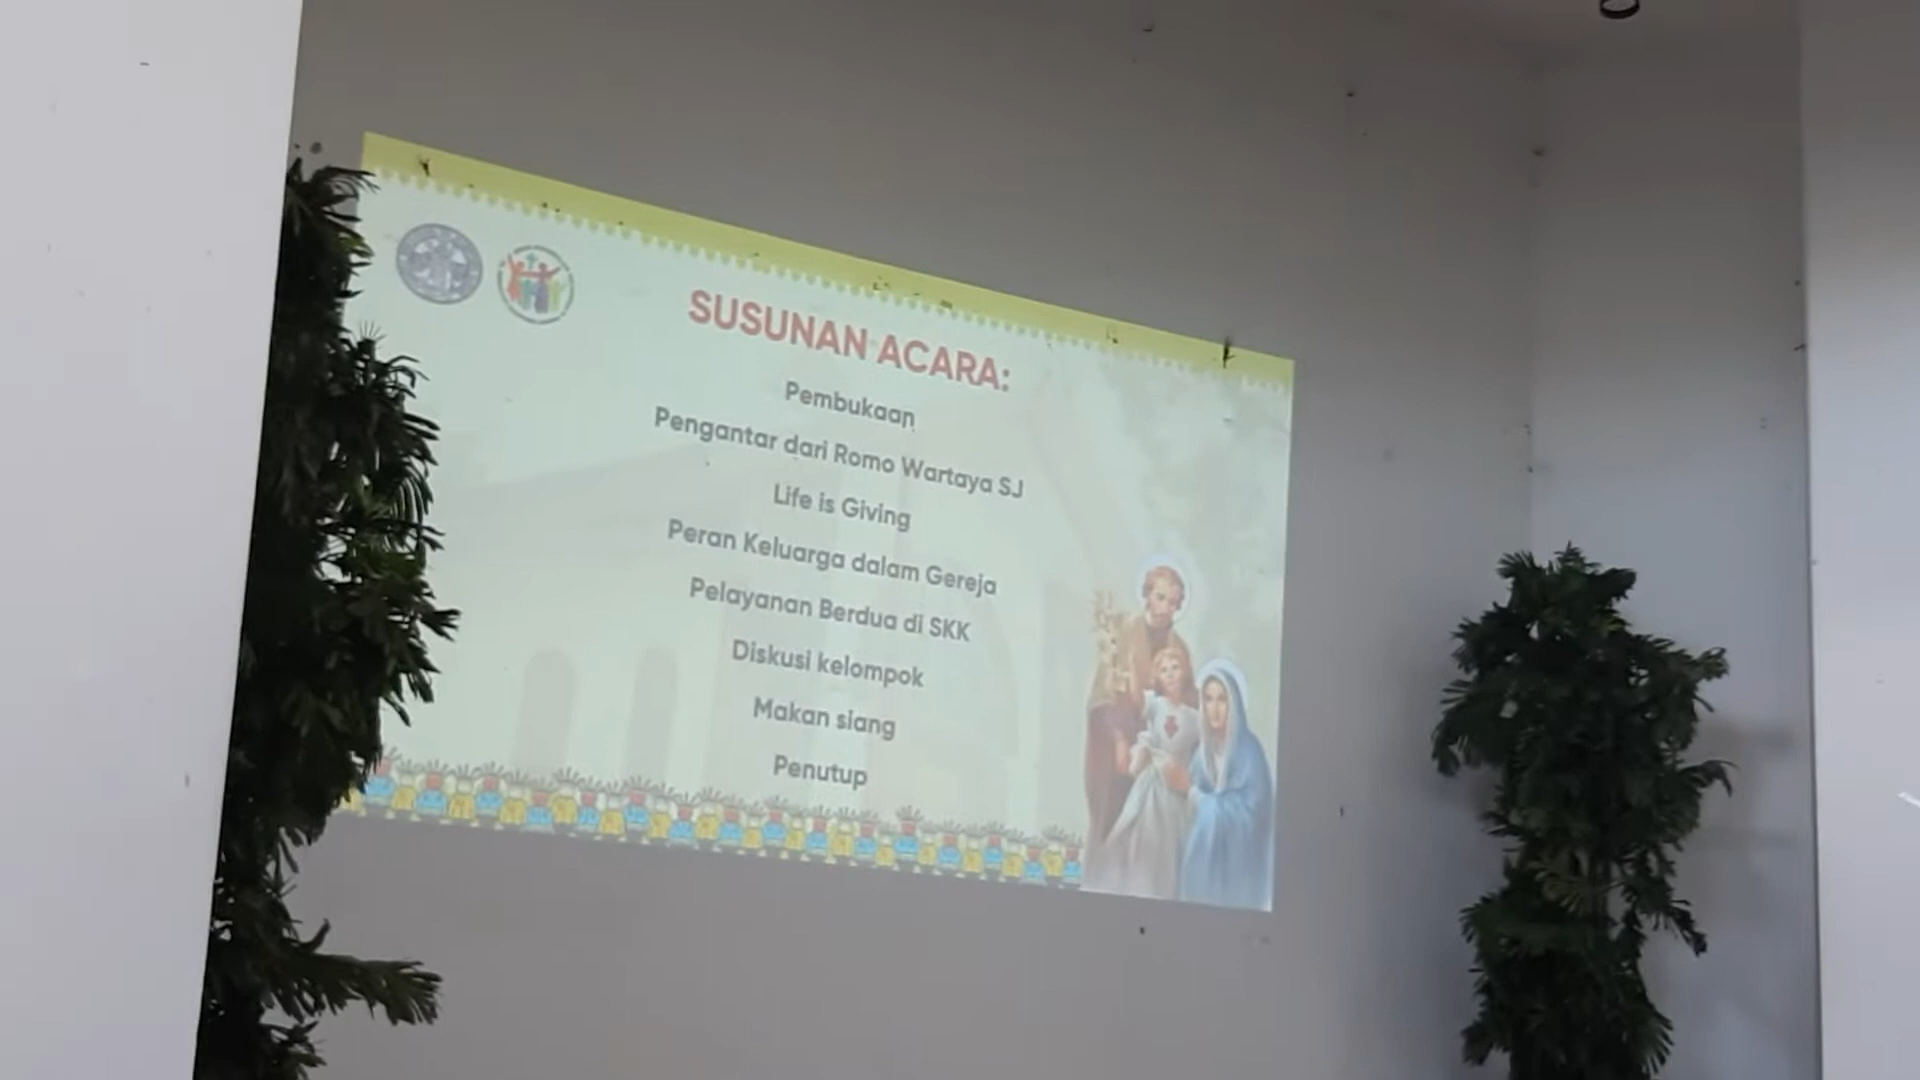 SUSUNAN ACARA:
Pembukaan
Pengantar dari Romo Wartaya SJ
Life is Giving
Peran Keluarga dalam Gereja
Pelayanan Berdua di SKK
Diskusi kelompok
Makan siang
Penutup